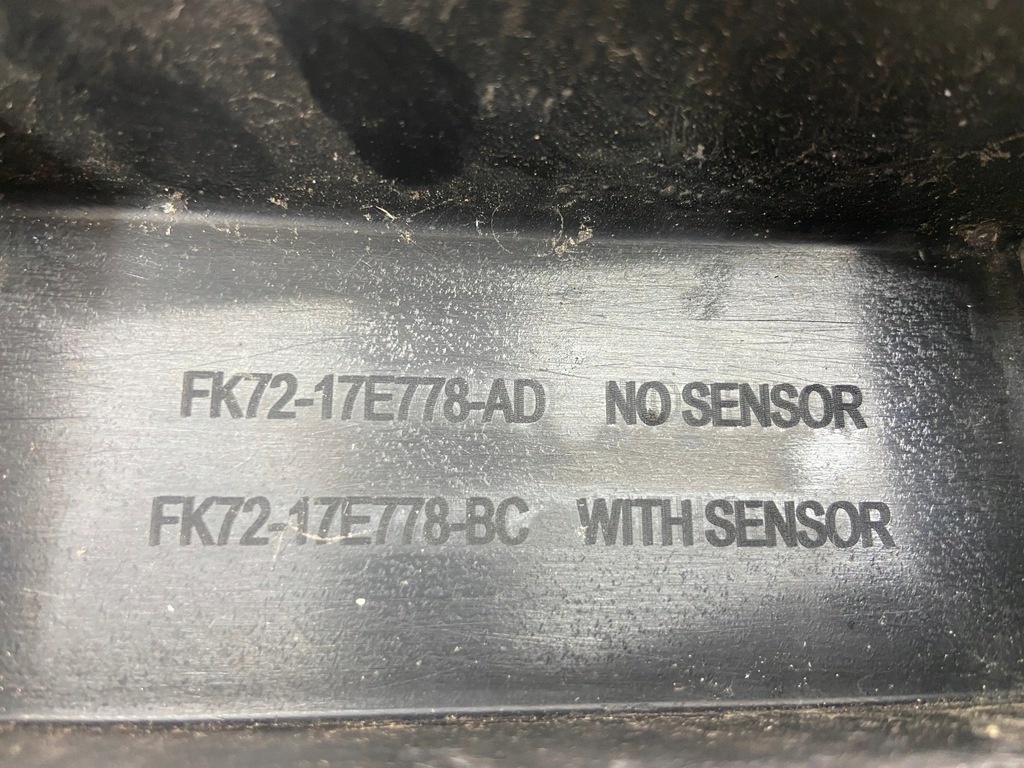 FK72-17E778-AD NO SENSOR
FK72-17E778-BC WITH SENSOR